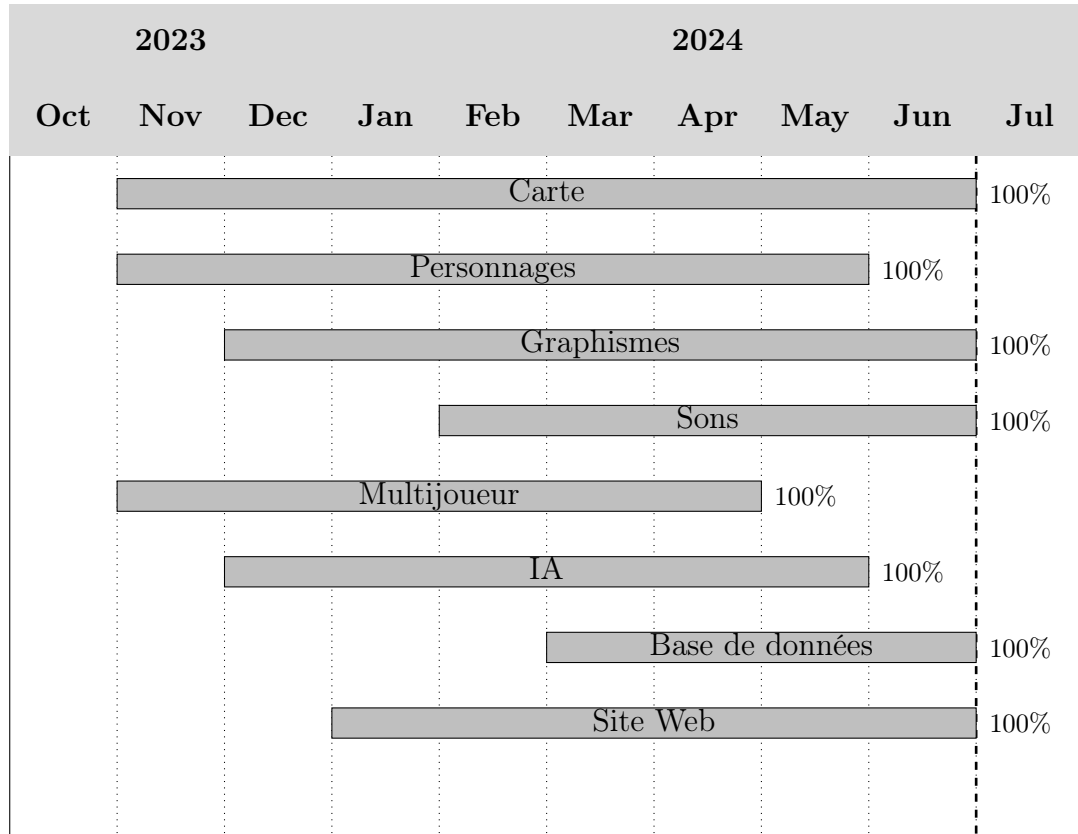 2023 2024
Oct Nov Dec Jan Feb Mar Apr May Jun Jul
Carte 100%
Personnages 100%
Graphismes 100%
Sons 100%
Multijoueur 100%
IA 100%
Base de données 100%
Site Web 100%